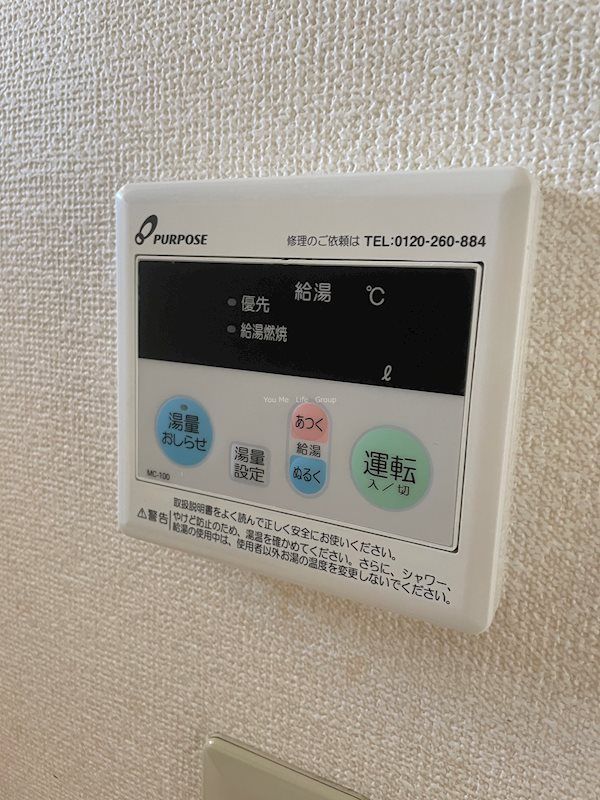 PURPOSE
修理のご依頼は TEL:0120-260-884
給湯 ℃
優先
給湯燃焼
ℓ
You Me Life Group
湯量
おしらせ
湯量
設定
あつく
給湯
ぬるく
運転
入/切
MC-100
取扱説明書をよく読んで正しく安全にお使いください。
⚠警告 やけど防止のため、湯温を確かめてください。さらに、シャワー、
給湯の使用中は、使用者以外お湯の温度を変更しないでください。